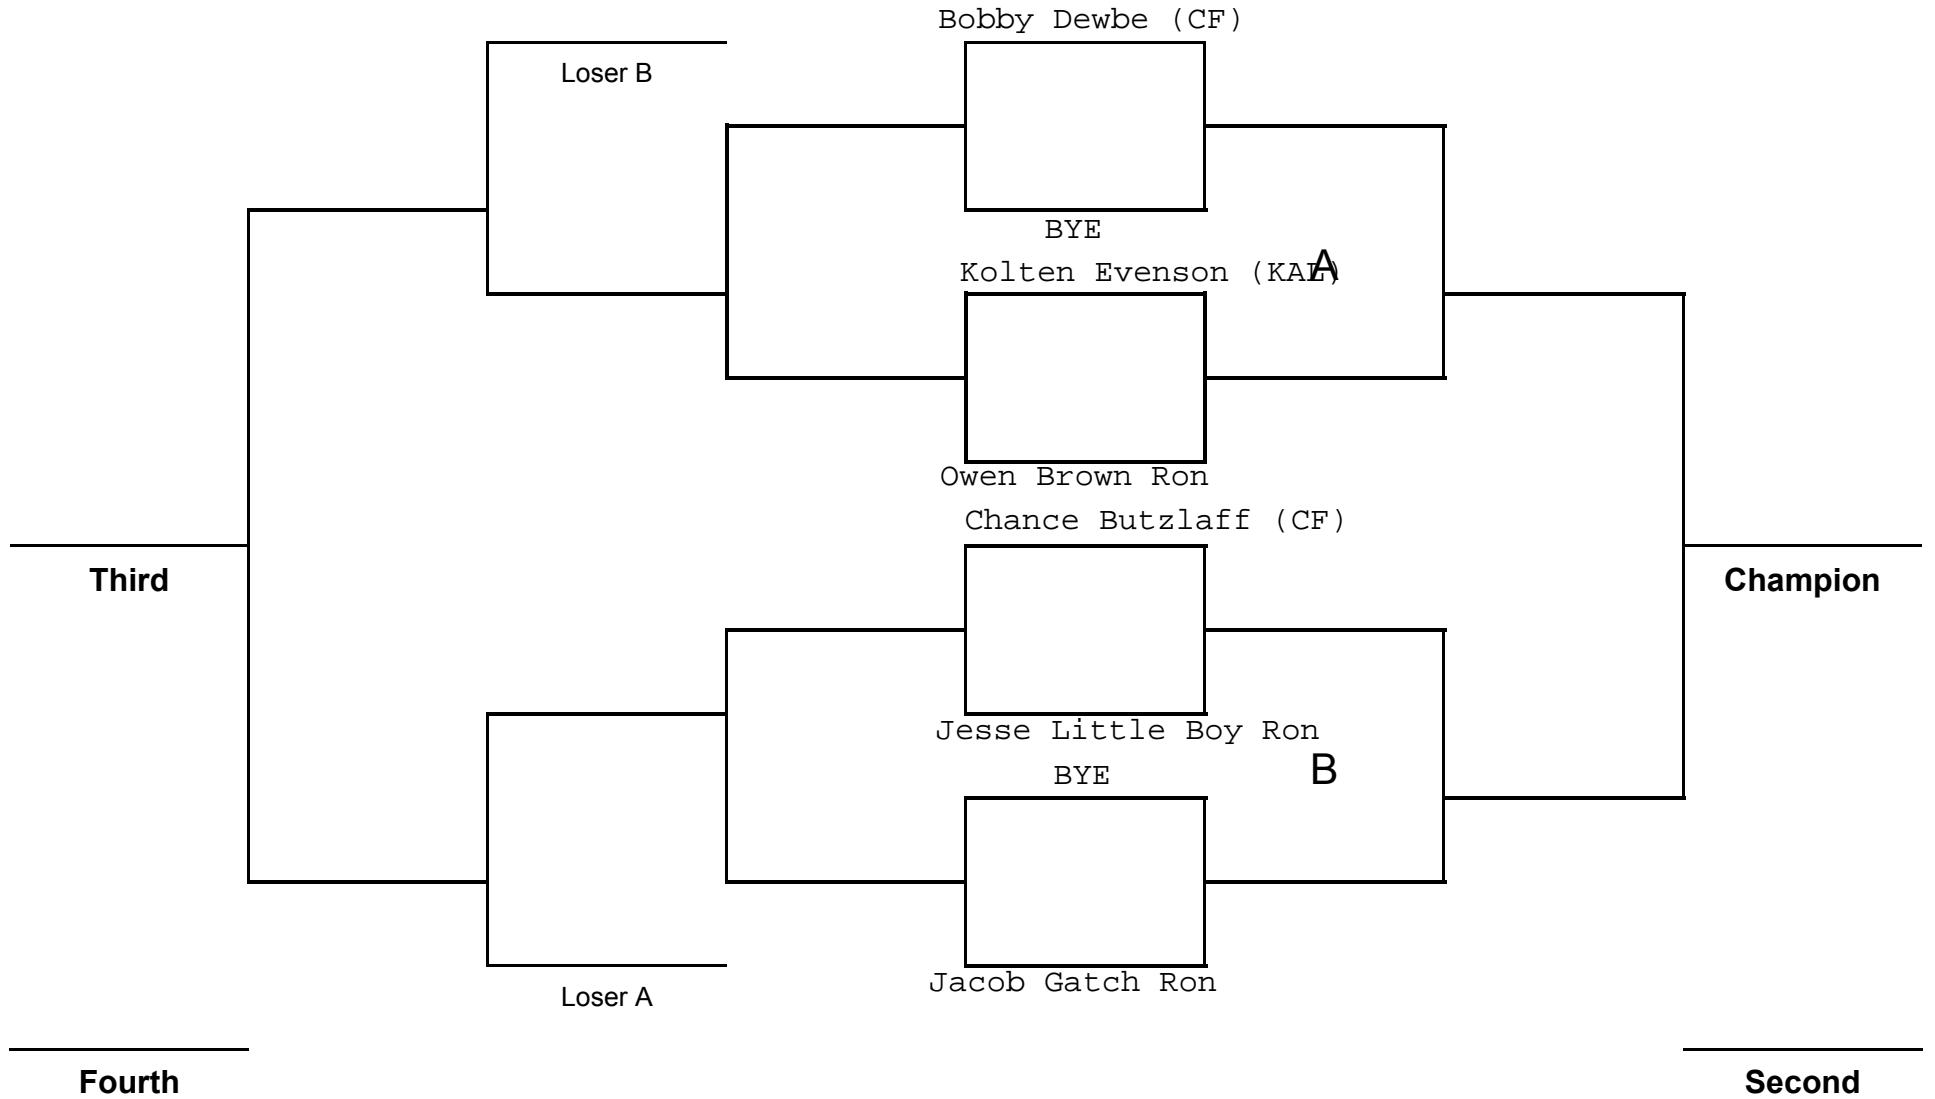 Bobby Dewbe (CF)
Loser B
BYE
Kolten Evenson (KAL)
A
Owen Brown Ron
Chance Butzlaff (CF)
Third
Champion
Jesse Little Boy Ron
BYE
B
Jacob Gatch Ron
Loser A
Fourth
Second